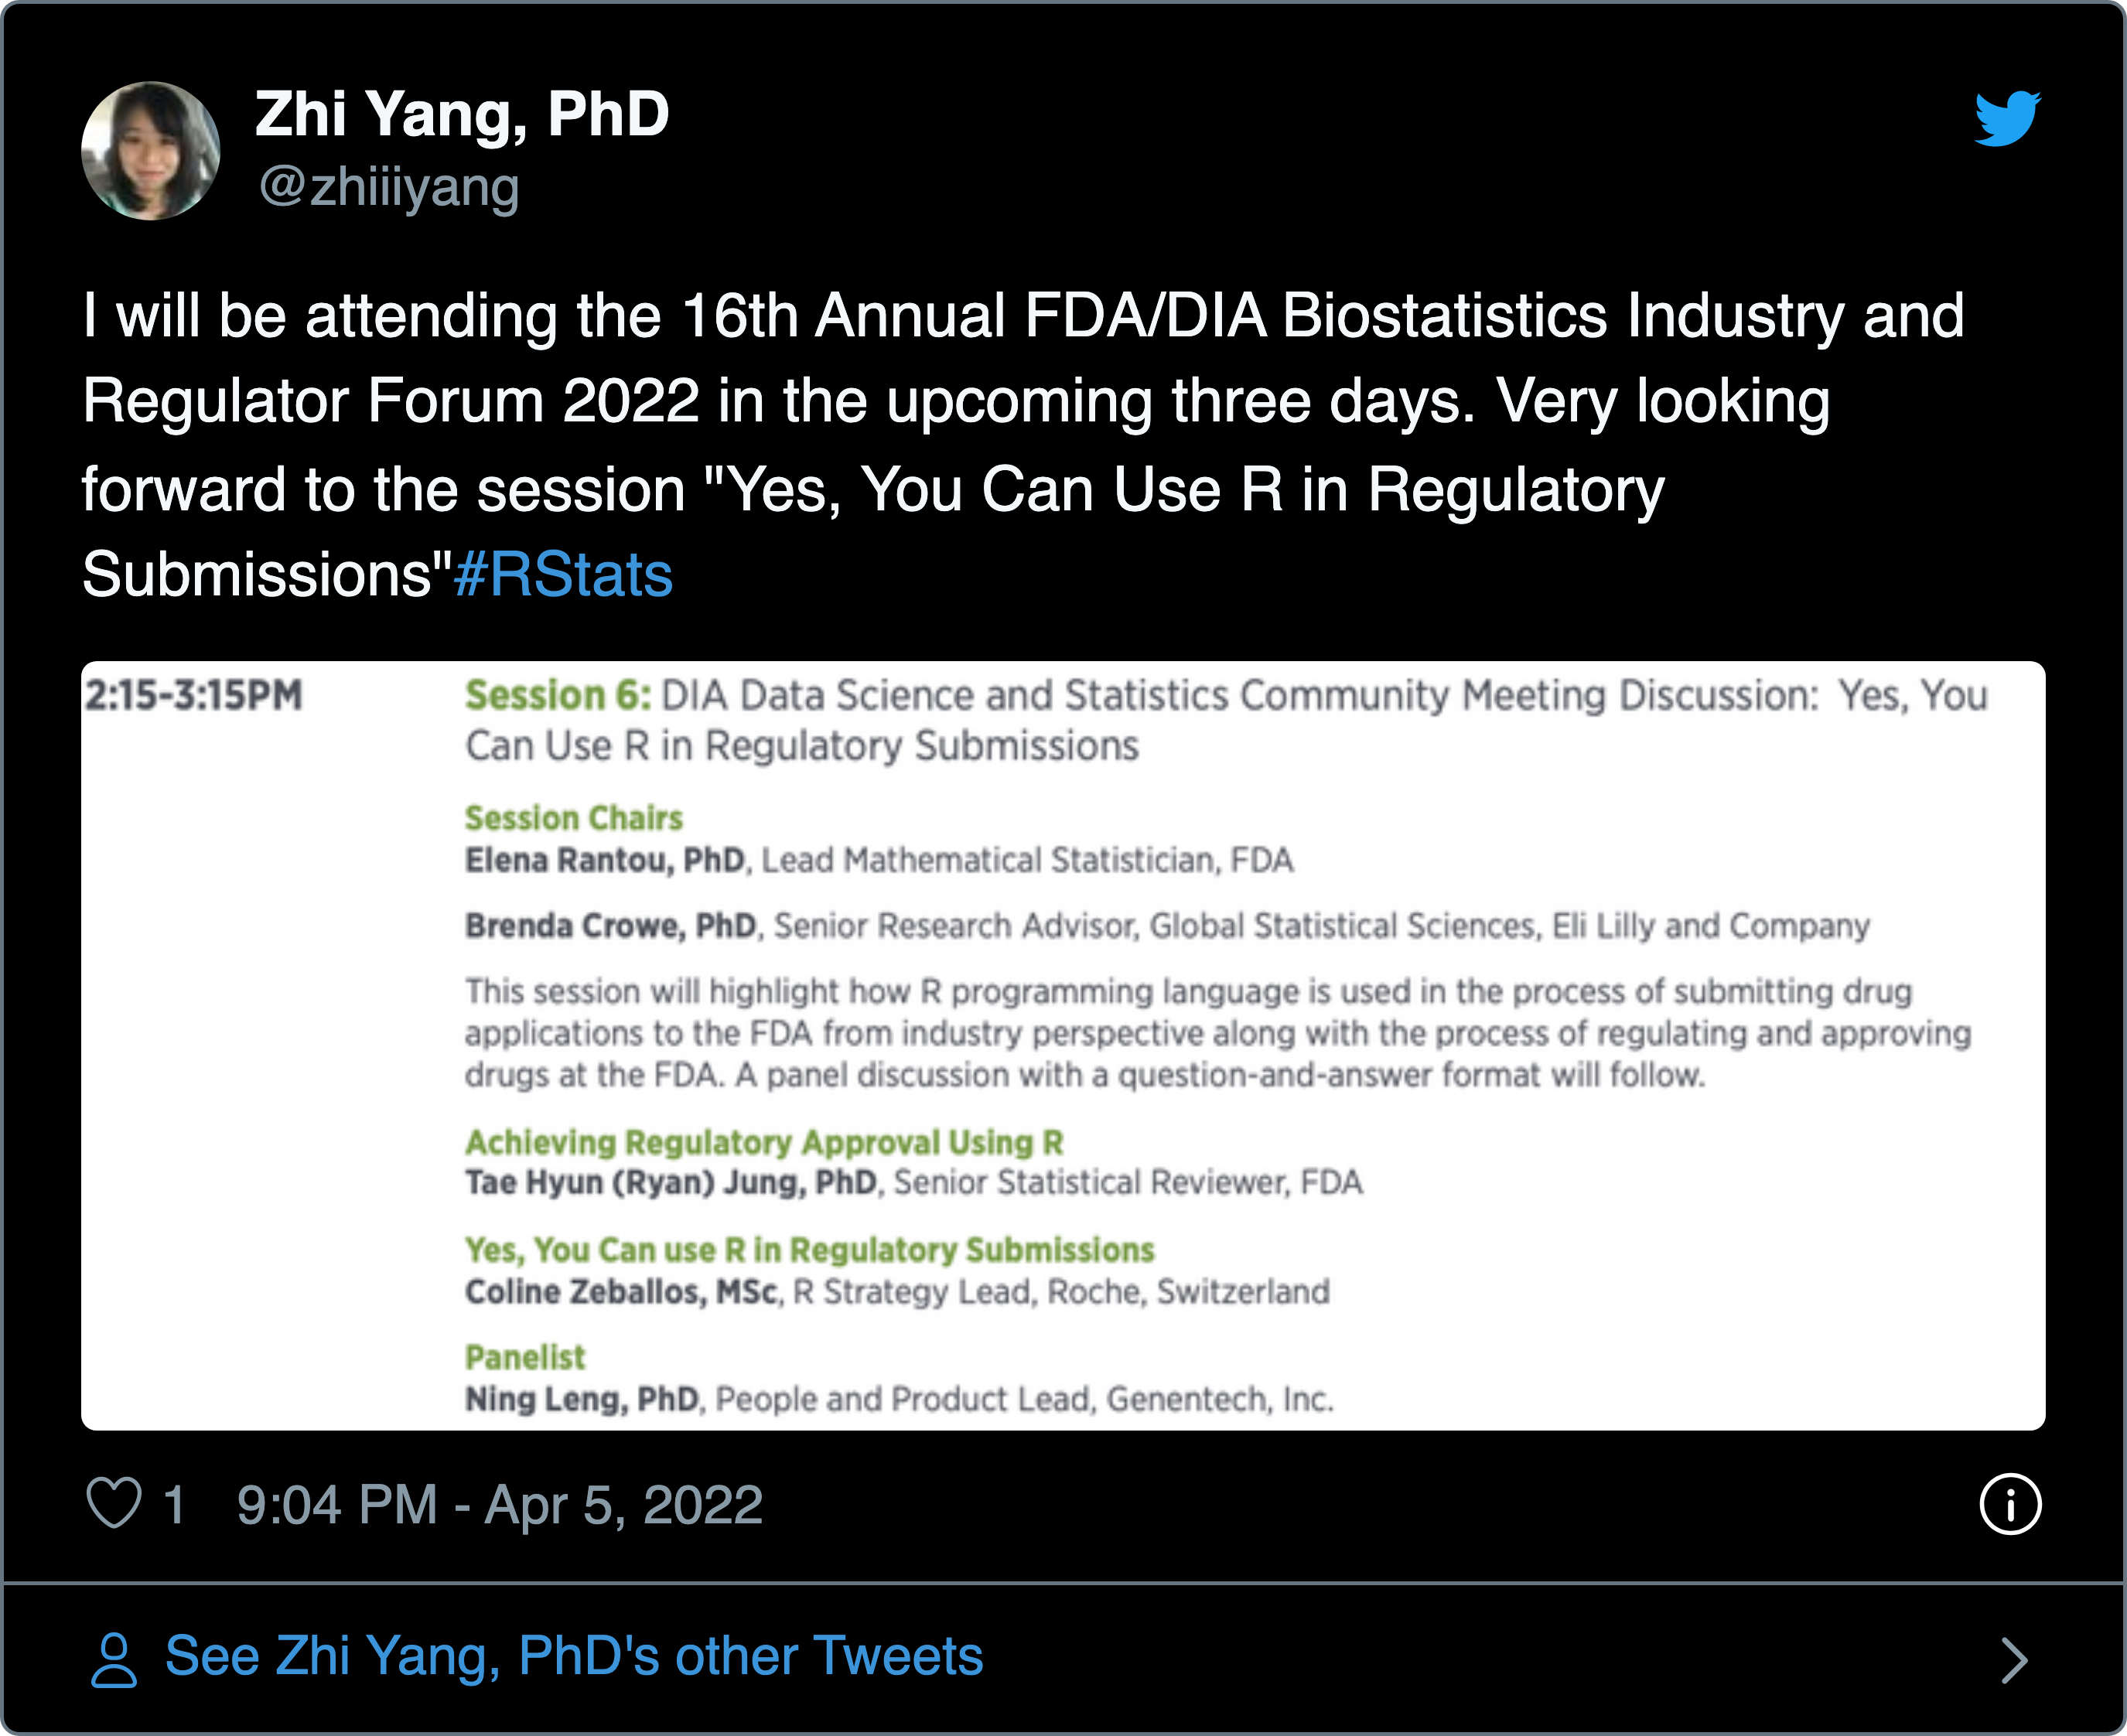 Zhi Yang, PhD
@zhiiiyang
I will be attending the 16th Annual FDA/DIA Biostatistics Industry and
Regulator Forum 2022 in the upcoming three days. Very looking
forward to the session "Yes, You Can Use R in Regulatory
Submissions"#RStats
2:15-3:15PM
Session 6: DIA Data Science and Statistics Community Meeting Discussion: Yes, You
Can Use R in Regulatory Submissions
Session Chairs
Elena Rantou, PhD, Lead Mathematical Statistician, FDA
Brenda Crowe, PhD, Senior Research Advisor, Global Statistical Sciences, Eli Lilly and Company
This session will highlight how R programming language is used in the process of submitting drug
applications to the FDA from industry perspective along with the process of regulating and approving
drugs at the FDA. A panel discussion with a question-and-answer format will follow.
Achieving Regulatory Approval Using R
Tae Hyun (Ryan) Jung, PhD, Senior Statistical Reviewer, FDA
Yes, You Can use R in Regulatory Submissions
Coline Zeballos, MSc, R Strategy Lead, Roche, Switzerland
Panelist
Ning Leng, PhD, People and Product Lead, Genentech, Inc.
1 9:04 PM - Apr 5, 2022
See Zhi Yang, PhD's other Tweets